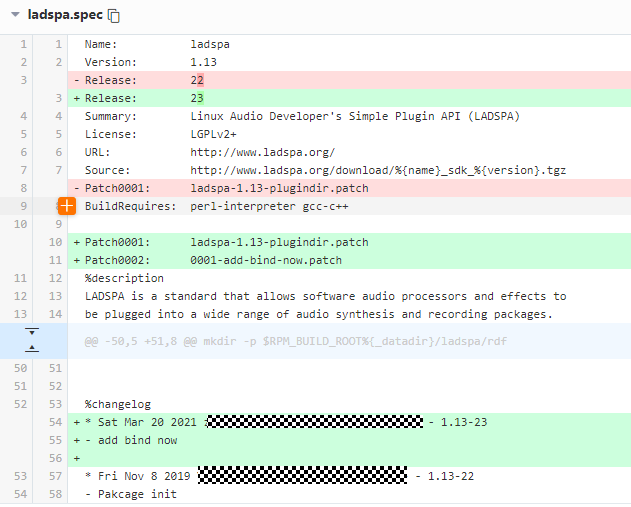 ladspa.spec
1 1 Name: ladspa
2 2 Version: 1.13
3 - Release: 22
3 + Release: 23
4 4 Summary: Linux Audio Developer's Simple Plugin API (LADSPA)
5 5 License: LGPLv2+
6 6 URL: http://www.ladspa.org/
7 7 Source: http://www.ladspa.org/download/%{name}_sdk_%{version}.tgz
8 - Patch0001: ladspa-1.13-plugindir.patch
9 BuildRequires: perl-interpreter gcc-c++
10 9
10 + Patch0001: ladspa-1.13-plugindir.patch
11 + Patch0002: 0001-add-bind-now.patch
11 12 %description
12 13 LADSPA is a standard that allows software audio processors and effects to
13 14 be plugged into a wide range of audio synthesis and recording packages.
@@ -50,5 +51,8 @@ mkdir -p $RPM_BUILD_ROOT%{_datadir}/ladspa/rdf
50 51
51 52
52 53 %changelog
54 + * Sat Mar 20 2021 - 1.13-23
55 + - add bind now
56 +
53 57 * Fri Nov 8 2019 - 1.13-22
54 58 - Pakcage init